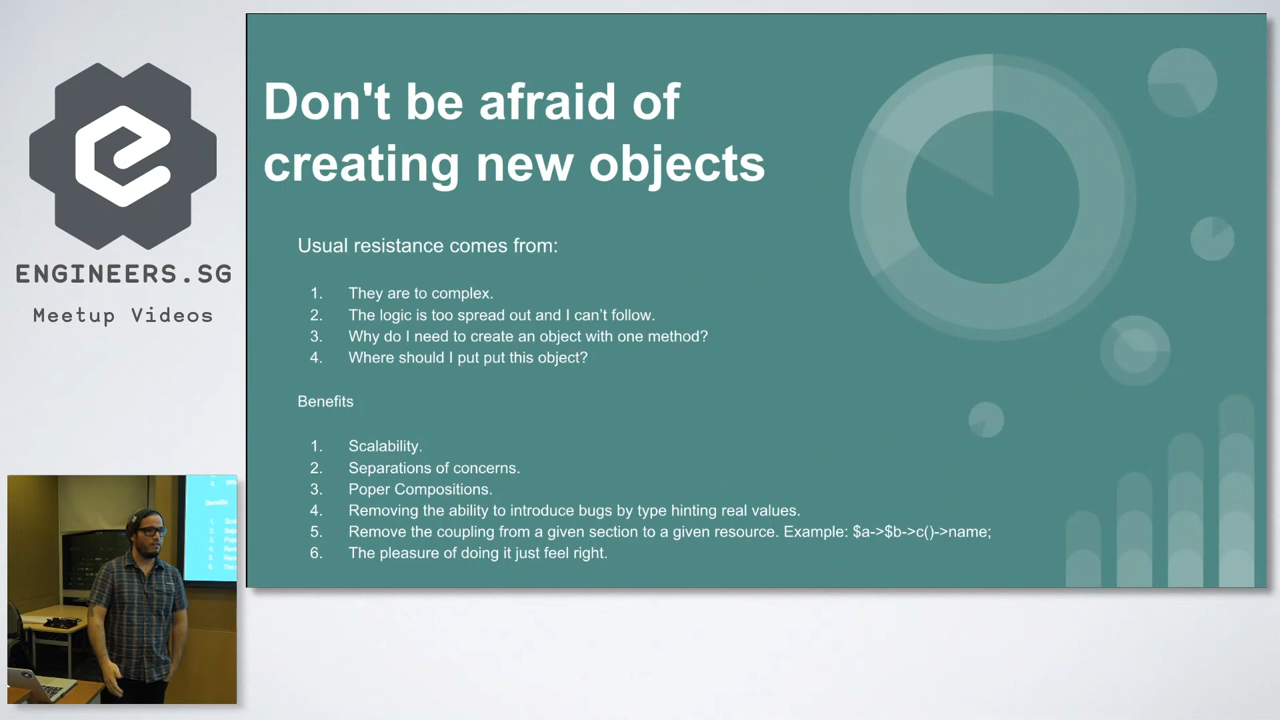 ENGINEERS.SG
Meetup Videos
Don't be afraid of
creating new objects
Usual resistance comes from:
1. They are to complex.
2. The logic is too spread out and I can't follow.
3. Why do I need to create an object with one method?
4. Where should I put put this object?
Benefits
1. Scalability.
2. Separations of concerns.
3. Poper Compositions.
4. Removing the ability to introduce bugs by type hinting real values.
5. Remove the coupling from a given section to a given resource. Example: $a->$b->c()->name;
6. The pleasure of doing it just feel right.